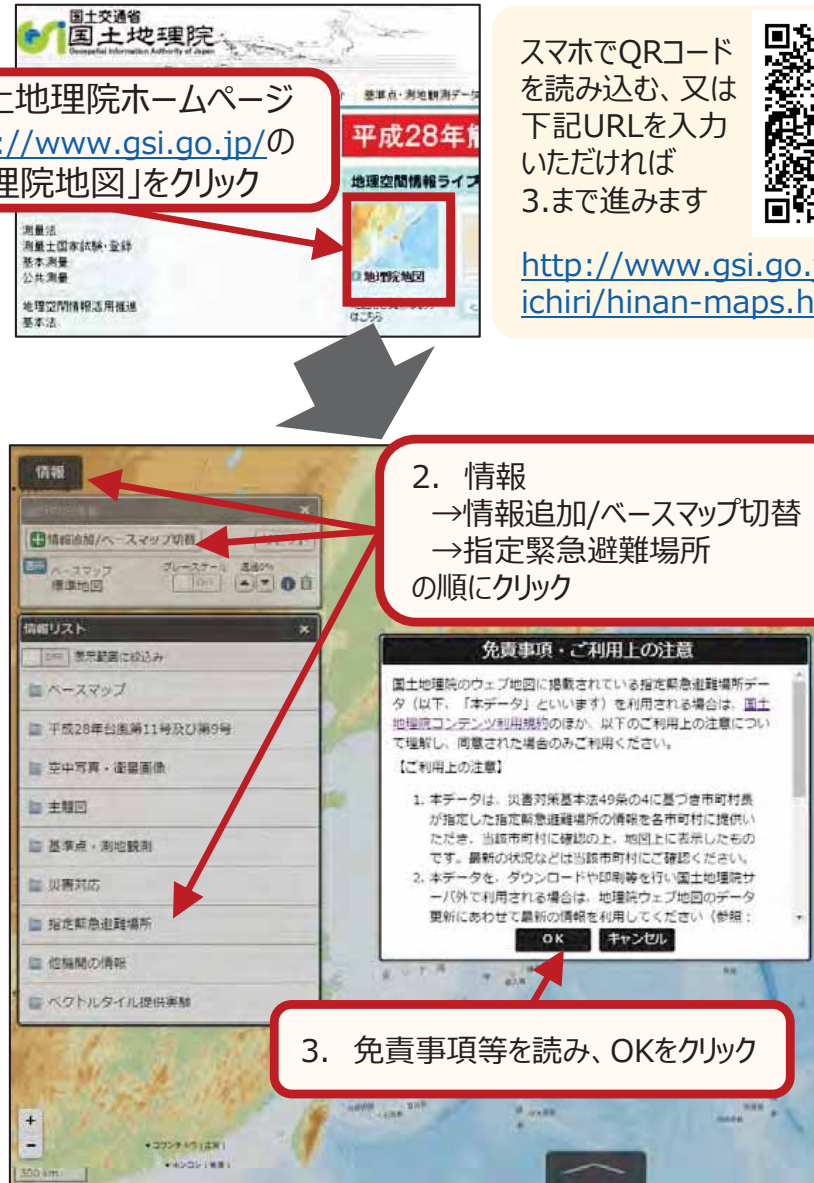 国土交通省
国土地理院
Geospatial Information Authority of Japan
土地理院ホームページ
://www.gsi.go.jp/の
理院地図」をクリック
基準点・測地観測データ
平成28年熊
地理空間情報ライブ
地理院地図
はこちら
測量法
測量士国家試験・登録
基本測量
公共測量
地理空間情報活用推進
基本法
スマホでQRコード
を読み込む、又は
下記URLを入力
いただければ
3.まで進みます
http://www.gsi.go.
ichiri/hinan-maps.h
情報
情報追加/ベースマップ切替
ベースマップ
標準地図
グレースケール
OFF
透過0%
2. 情報
→情報追加/ベースマップ切替
→指定緊急避難場所
の順にクリック
情報リスト
OFF 表示範囲に絞込み
ベースマップ
平成28年台風第11号及び第9号
空中写真・衛星画像
主題図
基準点・測地観測
災害対応
指定緊急避難場所
他機関の情報
ベクトルタイル提供実験
免責事項・ご利用上の注意
国土地理院のウェブ地図に掲載されている指定緊急避難場所デー
タ（以下、「本データ」といいます）を利用される場合は、国土
地理院コンテンツ利用規約のほか、以下のご利用上の注意につい
て理解し、同意された場合のみご利用ください。
【ご利用上の注意】
1. 本データは、災害対策基本法49条の4に基づき市町村長
が指定した指定緊急避難場所の情報を各市町村に提供い
ただき、当該市町村に確認の上、地図上に表示したもの
です。最新の状況などは当該市町村にご確認ください。
2. 本データを、ダウンロードや印刷等を行い国土地理院サ
ーバ外で利用される場合は、地理院ウェブ地図のデータ
更新にあわせて最新の情報を利用してください（参照：
OK キャンセル
3. 免責事項等を読み、OKをクリック
+
−
300 km